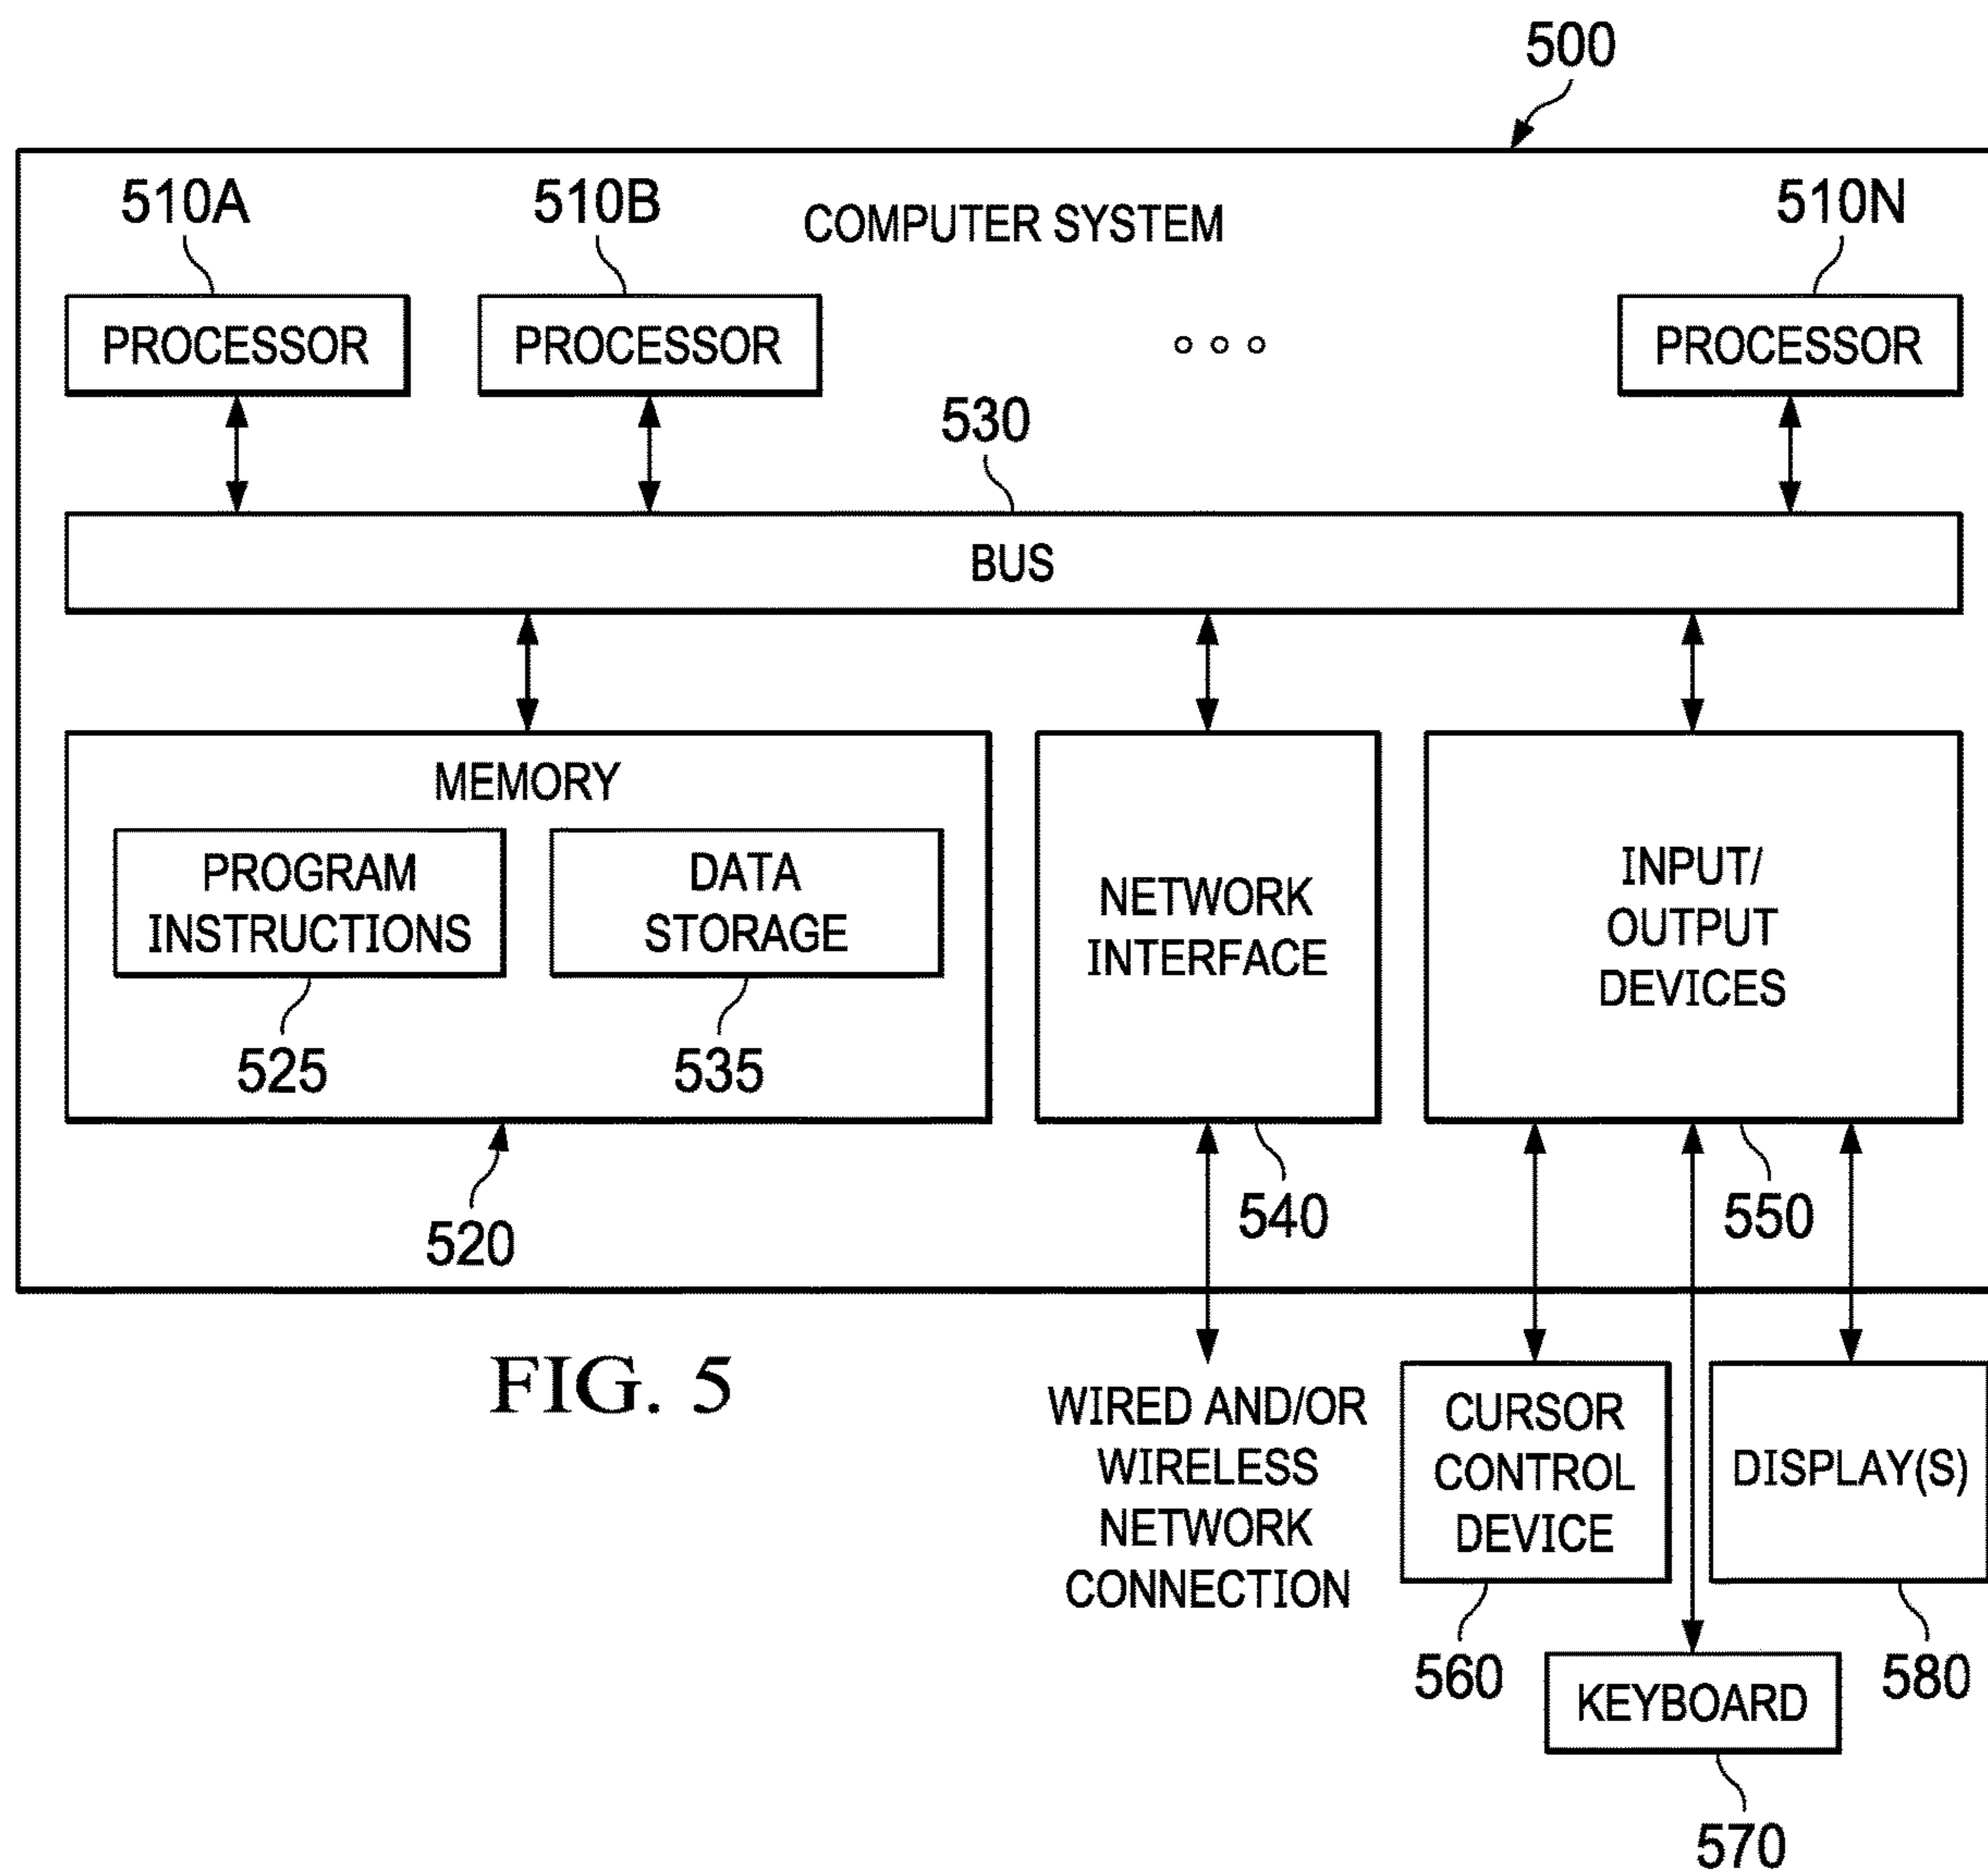 500
510A
510B
COMPUTER SYSTEM
510N
PROCESSOR
PROCESSOR
PROCESSOR
530
BUS
MEMORY
PROGRAM
INSTRUCTIONS
DATA
STORAGE
525
535
520
NETWORK
INTERFACE
540
INPUT/
OUTPUT
DEVICES
550
FIG. 5
WIRED AND/OR
WIRELESS
NETWORK
CONNECTION
CURSOR
CONTROL
DEVICE
560
DISPLAY(S)
580
KEYBOARD
570